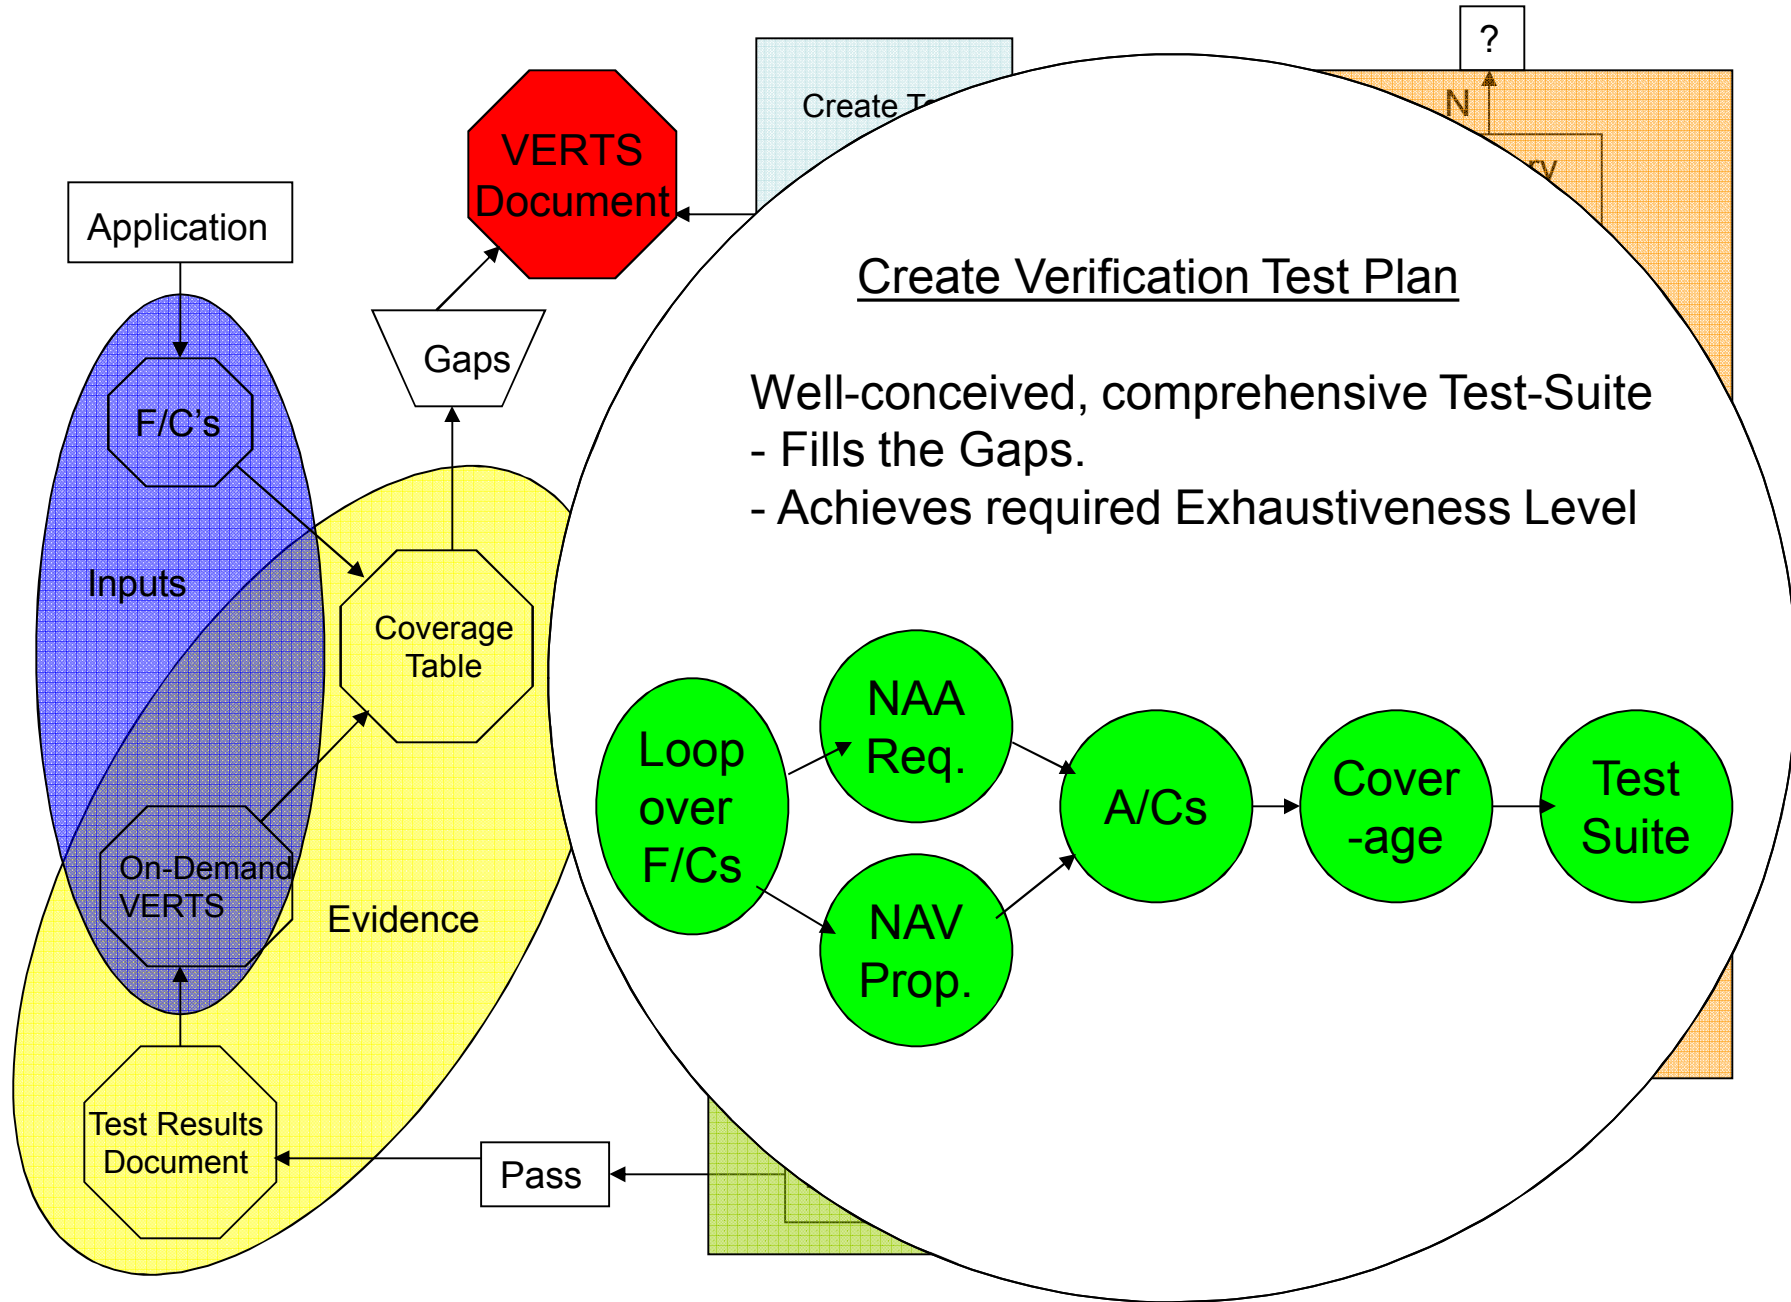 ?
N
Create
VERTS
Document
Application
Create Verification Test Plan
Gaps
Well-conceived, comprehensive Test-Suite
- Fills the Gaps.
- Achieves required Exhaustiveness Level
F/C’s
Inputs
Coverage
Table
Loop
over
F/Cs
NAA
Req.
NAV
Prop.
A/Cs
Cover
-age
Test
Suite
On-Demand
VERTS
Evidence
Test Results
Document
Pass